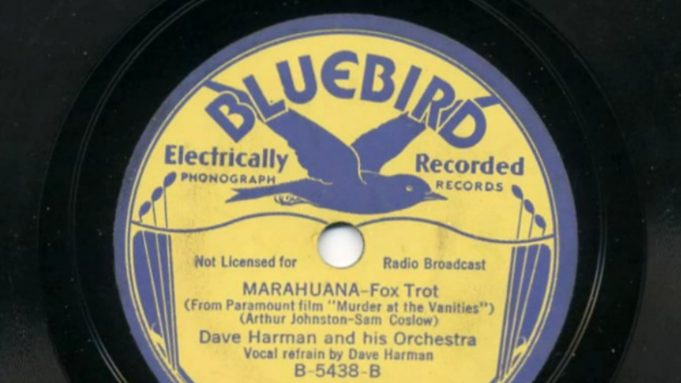 BLUEBIRD
Electrically Recorded
PHONOGRAPH RECORDS
Not Licensed for Radio Broadcast
MARAHUANA-Fox Trot
(From Paramount film "Murder at the Vanities")
(Arthur Johnston-Sam Coslow)
Dave Harman and his Orchestra
Vocal refrain by Dave Harman
B-5438-B